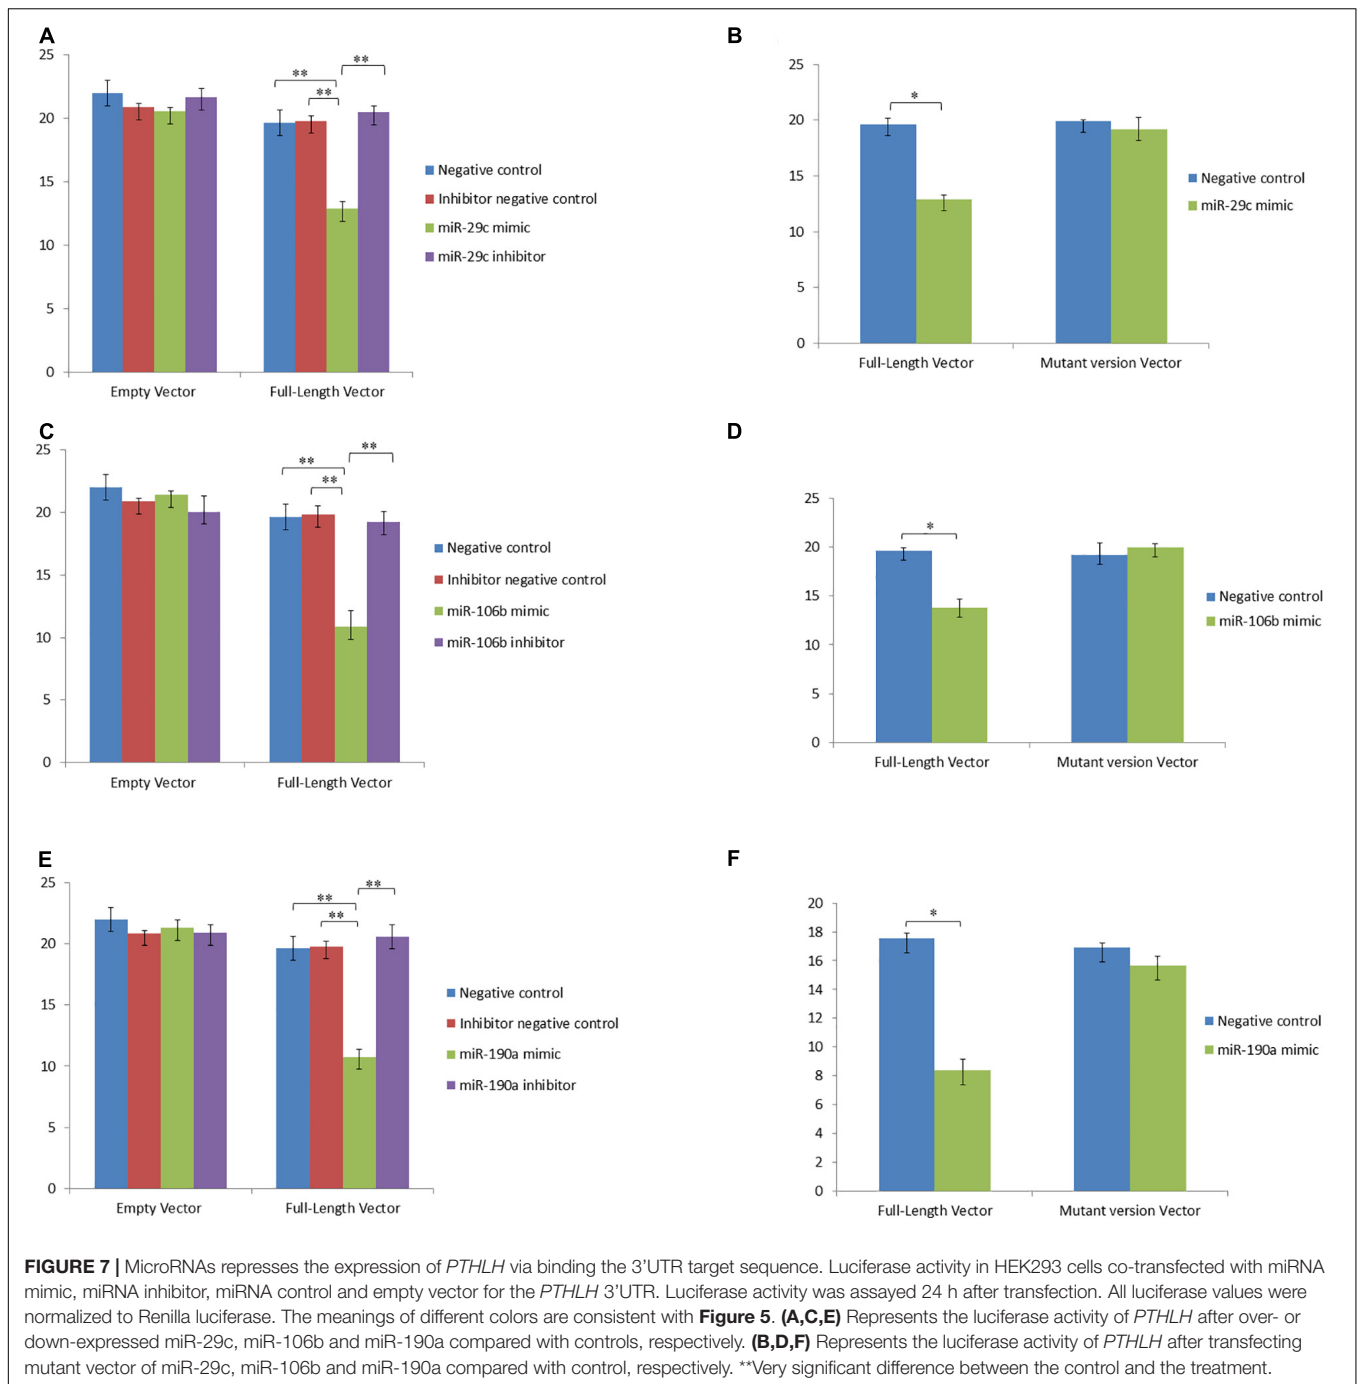 A
25
20
15
10
5
0
** ** **
Empty Vector Full-Length Vector
Negative control
Inhibitor negative control
miR-29c mimic
miR-29c inhibitor
B
25
20
15
10
5
0
*
Full-Length Vector Mutant version Vector
Negative control
miR-29c mimic
C
25
20
15
10
5
0
** ** **
Empty Vector Full-Length Vector
Negative control
Inhibitor negative control
miR-106b mimic
miR-106b inhibitor
D
25
20
15
10
5
0
*
Full-Length Vector Mutant version Vector
Negative control
miR-106b mimic
E
25
20
15
10
5
0
** ** **
Empty Vector Full-Length Vector
Negative control
Inhibitor negative control
miR-190a mimic
miR-190a inhibitor
F
20
18
16
14
12
10
8
6
4
2
0
*
Full-Length Vector Mutant version Vector
Negative control
miR-190a mimic
FIGURE 7 | MicroRNAs represses the expression of PTHLH via binding the 3'UTR target sequence. Luciferase activity in HEK293 cells co-transfected with miRNA
mimic, miRNA inhibitor, miRNA control and empty vector for the PTHLH 3'UTR. Luciferase activity was assayed 24 h after transfection. All luciferase values were
normalized to Renilla luciferase. The meanings of different colors are consistent with Figure 5. (A,C,E) Represents the luciferase activity of PTHLH after over- or
down-expressed miR-29c, miR-106b and miR-190a compared with controls, respectively. (B,D,F) Represents the luciferase activity of PTHLH after transfecting
mutant vector of miR-29c, miR-106b and miR-190a compared with control, respectively. **Very significant difference between the control and the treatment.